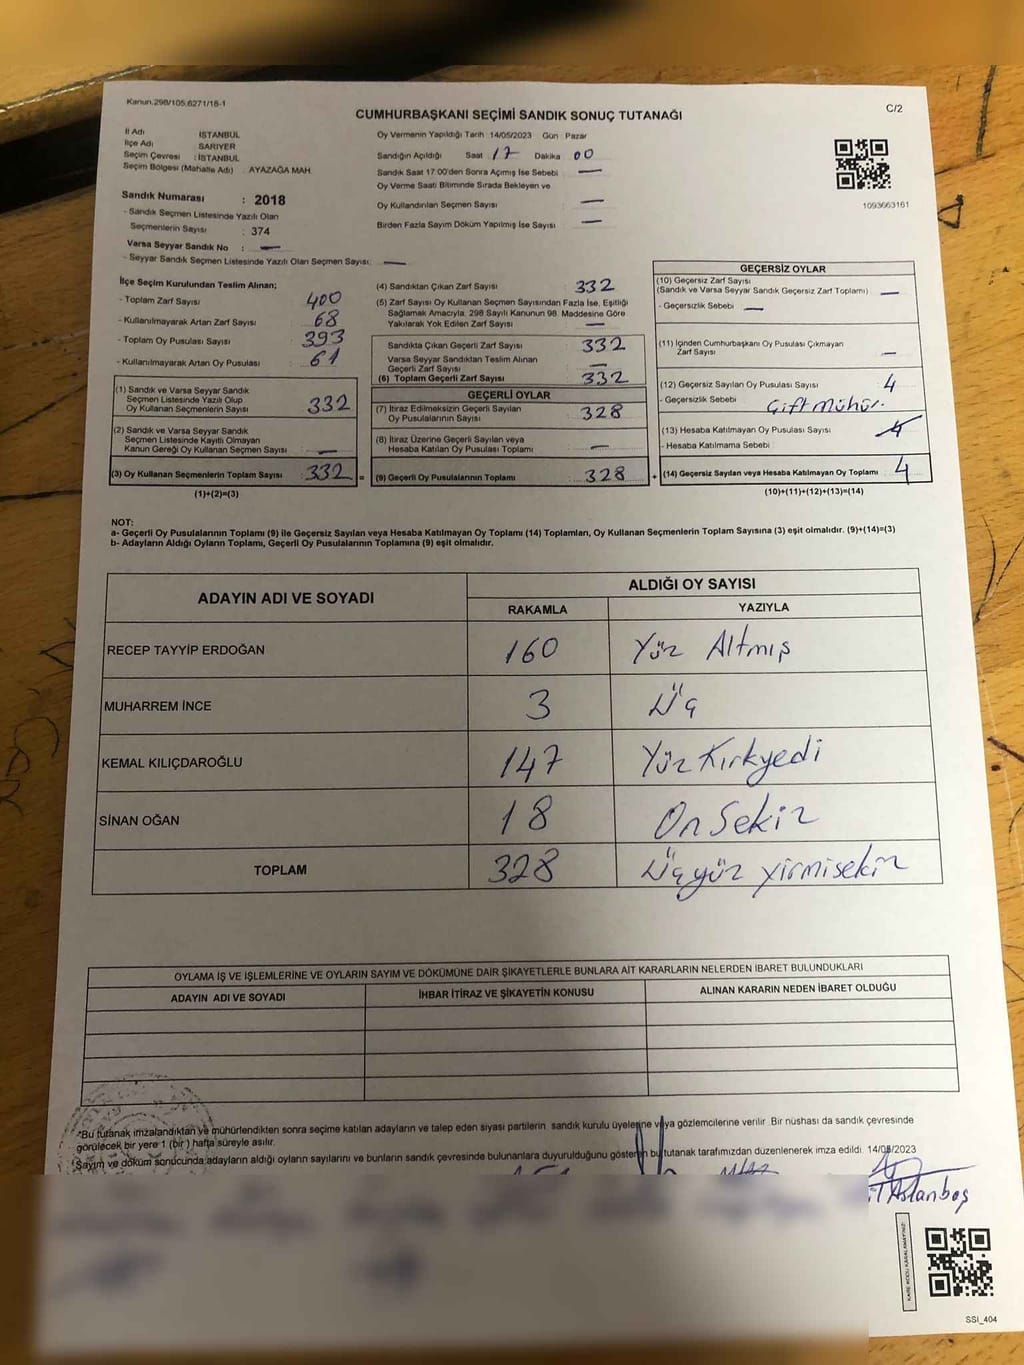 Kanun.298/105,6271/18-1
C/2
CUMHURBAŞKANI SEÇİMİ SANDIK SONUÇ TUTANAĞI
İl Adı İSTANBUL
İlçe Adı SARIYER
Seçim Çevresi : İSTANBUL
Seçim Bölgesi (Mahalle Adı) : AYAZAĞA MAH.
Sandık Numarası : 2018
- Sandık Seçmen Listesinde Yazılı Olan
Seçmenlerin Sayısı : 374
Varsa Seyyar Sandık No : —
- Seyyar Sandık Seçmen Listesinde Yazılı Olan Seçmen Sayısı: —
Oy Vermenin Yapıldığı Tarih : 14/05/2023 Gün : Pazar
Sandığın Açıldığı Saat 17 Dakika 00
Sandık Saat 17:00'den Sonra Açımış İse Sebebi : —
Oy Verme Saati Bitiminde Sırada Bekleyen ve
Oy Kullandırılan Seçmen Sayısı : —
Birden Fazla Sayım Döküm Yapılmış İse Sayısı : —
1093663161
İlçe Seçim Kurulundan Teslim Alınan;
- Toplam Zarf Sayısı : 400
- Kullanılmayarak Artan Zarf Sayısı : 68
- Toplam Oy Pusulası Sayısı : 393
- Kullanılmayarak Artan Oy Pusulası : 61
(1) Sandık ve Varsa Seyyar Sandık
Seçmen Listesinde Yazılı Olup
Oy Kullanan Seçmenlerin Sayısı : 332
(2) Sandık ve Varsa Seyyar Sandık
Seçmen Listesinde Kayıtlı Olmayan
Kanun Gereği Oy Kullanan Seçmen Sayısı : —
(3) Oy Kullanan Seçmenlerin Toplam Sayısı : 332 =
(1)+(2)=(3)
(4) Sandıktan Çıkan Zarf Sayısı : 332
(5) Zarf Sayısı Oy Kullanan Seçmen Sayısından Fazla İse, Eşitliği
Sağlamak Amacıyla, 298 Sayılı Kanunun 98. Maddesine Göre
Yakılarak Yok Edilen Zarf Sayısı : —
Sandıkta Çıkan Geçerli Zarf Sayısı : 332
Varsa Seyyar Sandıktan Teslim Alınan
Geçerli Zarf Sayısı : —
(6) Toplam Geçerli Zarf Sayısı : 332
GEÇERLİ OYLAR
(7) İtiraz Edilmeksizin Geçerli Sayılan
Oy Pusulalarının Sayısı : 328
(8) İtiraz Üzerine Geçerli Sayılan veya
Hesaba Katılan Oy Pusulası Toplamı : —
(9) Geçerli Oy Pusulalarının Toplamı : 328 +
GEÇERSİZ OYLAR
(10) Geçersiz Zarf Sayısı
(Sandık ve Varsa Seyyar Sandık Geçersiz Zarf Toplamı) : —
- Geçersizlik Sebebi : —
(11) İçinden Cumhurbaşkanı Oy Pusulası Çıkmayan
Zarf Sayısı : —
(12) Geçersiz Sayılan Oy Pusulası Sayısı : 4
- Geçersizlik Sebebi : Çift Mühür.
(13) Hesaba Katılmayan Oy Pusulası Sayısı : 4
- Hesaba Katılmama Sebebi :
(14) Geçersiz Sayılan veya Hesaba Katılmayan Oy Toplamı : 4
(10)+(11)+(12)+(13)=(14)
NOT:
a- Geçerli Oy Pusulalarının Toplamı (9) ile Geçersiz Sayılan veya Hesaba Katılmayan Oy Toplamı (14) Toplamları, Oy Kullanan Seçmenlerin Toplam Sayısına (3) eşit olmalıdır. (9)+(14)=(3)
b- Adayların Aldığı Oyların Toplamı, Geçerli Oy Pusulalarının Toplamına (9) eşit olmalıdır.
ADAYIN ADI VE SOYADI
ALDIĞI OY SAYISI
RAKAMLA YAZIYLA
RECEP TAYYİP ERDOĞAN 160 Yüz Altmış
MUHARREM İNCE 3 Üç
KEMAL KILIÇDAROĞLU 147 Yüz Kırkyedi
SİNAN OĞAN 18 On Sekiz
TOPLAM 328 Üçyüz yirmisekiz
OYLAMA İŞ VE İŞLEMLERİNE VE OYLARIN SAYIM VE DÖKÜMÜNE DAİR ŞİKAYETLERLE BUNLARA AİT KARARLARIN NELERDEN İBARET BULUNDUKLARI
ADAYIN ADI VE SOYADI İHBAR İTİRAZ VE ŞİKAYETİN KONUSU ALINAN KARARIN NEDEN İBARET OLDUĞU
*Bu tutanak imzalandıktan ve mühürlendikten sonra seçime katılan adayların ve talep eden siyasi partilerin sandık kurulu üyelerine veya gözlemcilerine verilir. Bir nüshası da sandık çevresinde
görülecek bir yere 1 (bir) hafta süreyle asılır.
*Sayım ve döküm sonucunda adayların aldığı oyların sayılarını ve bunların sandık çevresinde bulunanlara duyurulduğunu gösteren bu tutanak tarafımızdan düzenlenerek imza edildi. 14/05/2023
Aslanbaş
KARE KODU KARALAMAYINIZ!
SSI_404